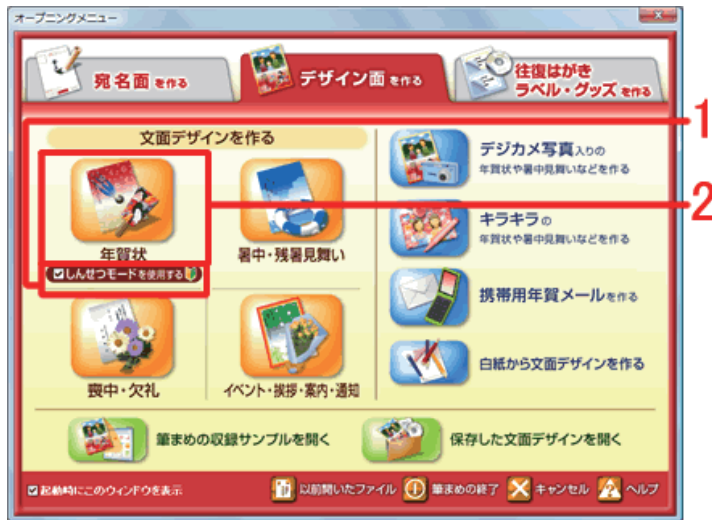 オープニングメニュー
宛名面 を作る
デザイン面 を作る
往復はがき
ラベル・グッズ を作る
1
文面デザインを作る
2
年賀状
しんせつモードを使用する
暑中・残暑見舞い
喪中・欠礼
イベント・挨拶・案内・通知
デジカメ写真入りの
年賀状や暑中見舞いなどを作る
キラキラの
年賀状や暑中見舞いなどを作る
携帯用年賀メールを作る
白紙から文面デザインを作る
筆まめの収録サンプルを開く
保存した文面デザインを開く
起動時にこのウィンドウを表示
以前開いたファイル
筆まめの終了
キャンセル
ヘルプ